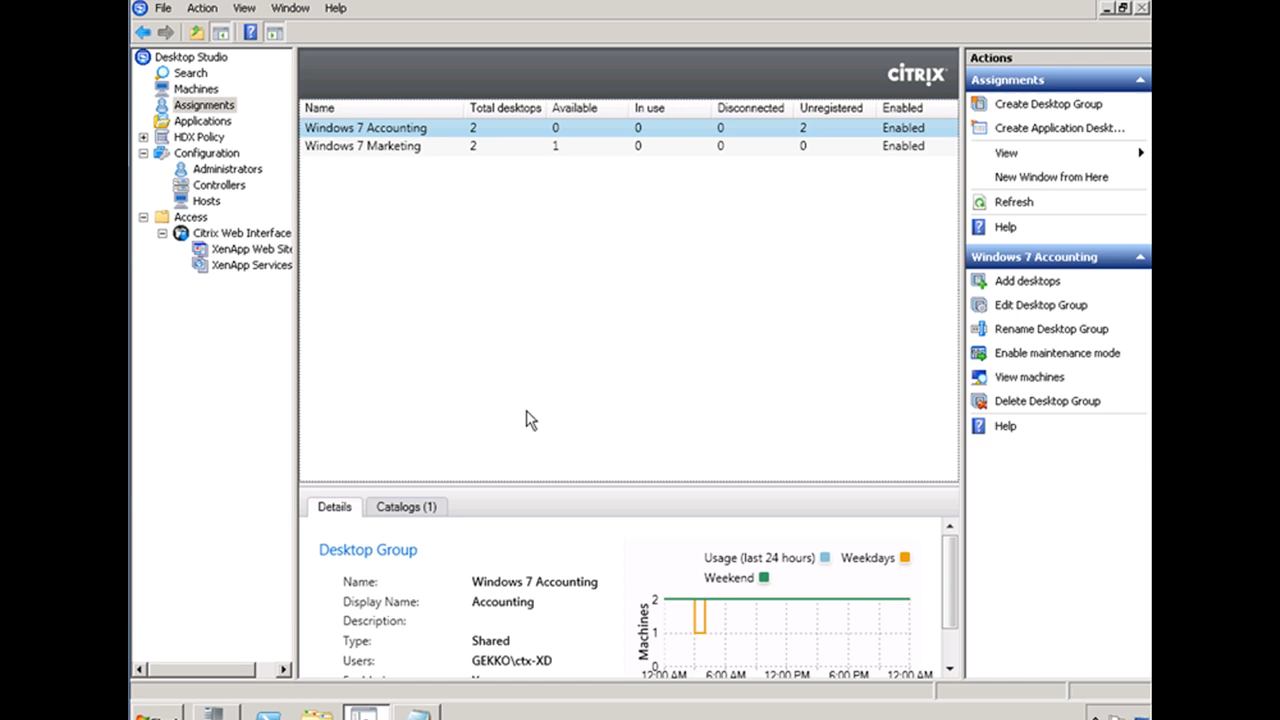 File Action View Window Help
Desktop Studio
Search
Machines
Assignments
Applications
HDX Policy
Configuration
Administrators
Controllers
Hosts
Access
Citrix Web Interface
XenApp Web Sit
XenApp Services
CITRIX
Name Total desktops Available In use Disconnected Unregistered Enabled
Windows 7 Accounting 2 0 0 0 2 Enabled
Windows 7 Marketing 2 1 0 0 0 Enabled
Details Catalogs (1)
Desktop Group
Name: Windows 7 Accounting
Display Name: Accounting
Description:
Type: Shared
Users: GEKKO\ctx-XD
Usage (last 24 hours) Weekdays
Weekend
Machines
2
1
0
12:00 AM 6:00 AM 12:00 PM 6:00 PM 12:00 AM
Actions
Assignments
Create Desktop Group
Create Application Deskt...
View
New Window from Here
Refresh
Help
Windows 7 Accounting
Add desktops
Edit Desktop Group
Rename Desktop Group
Enable maintenance mode
View machines
Delete Desktop Group
Help